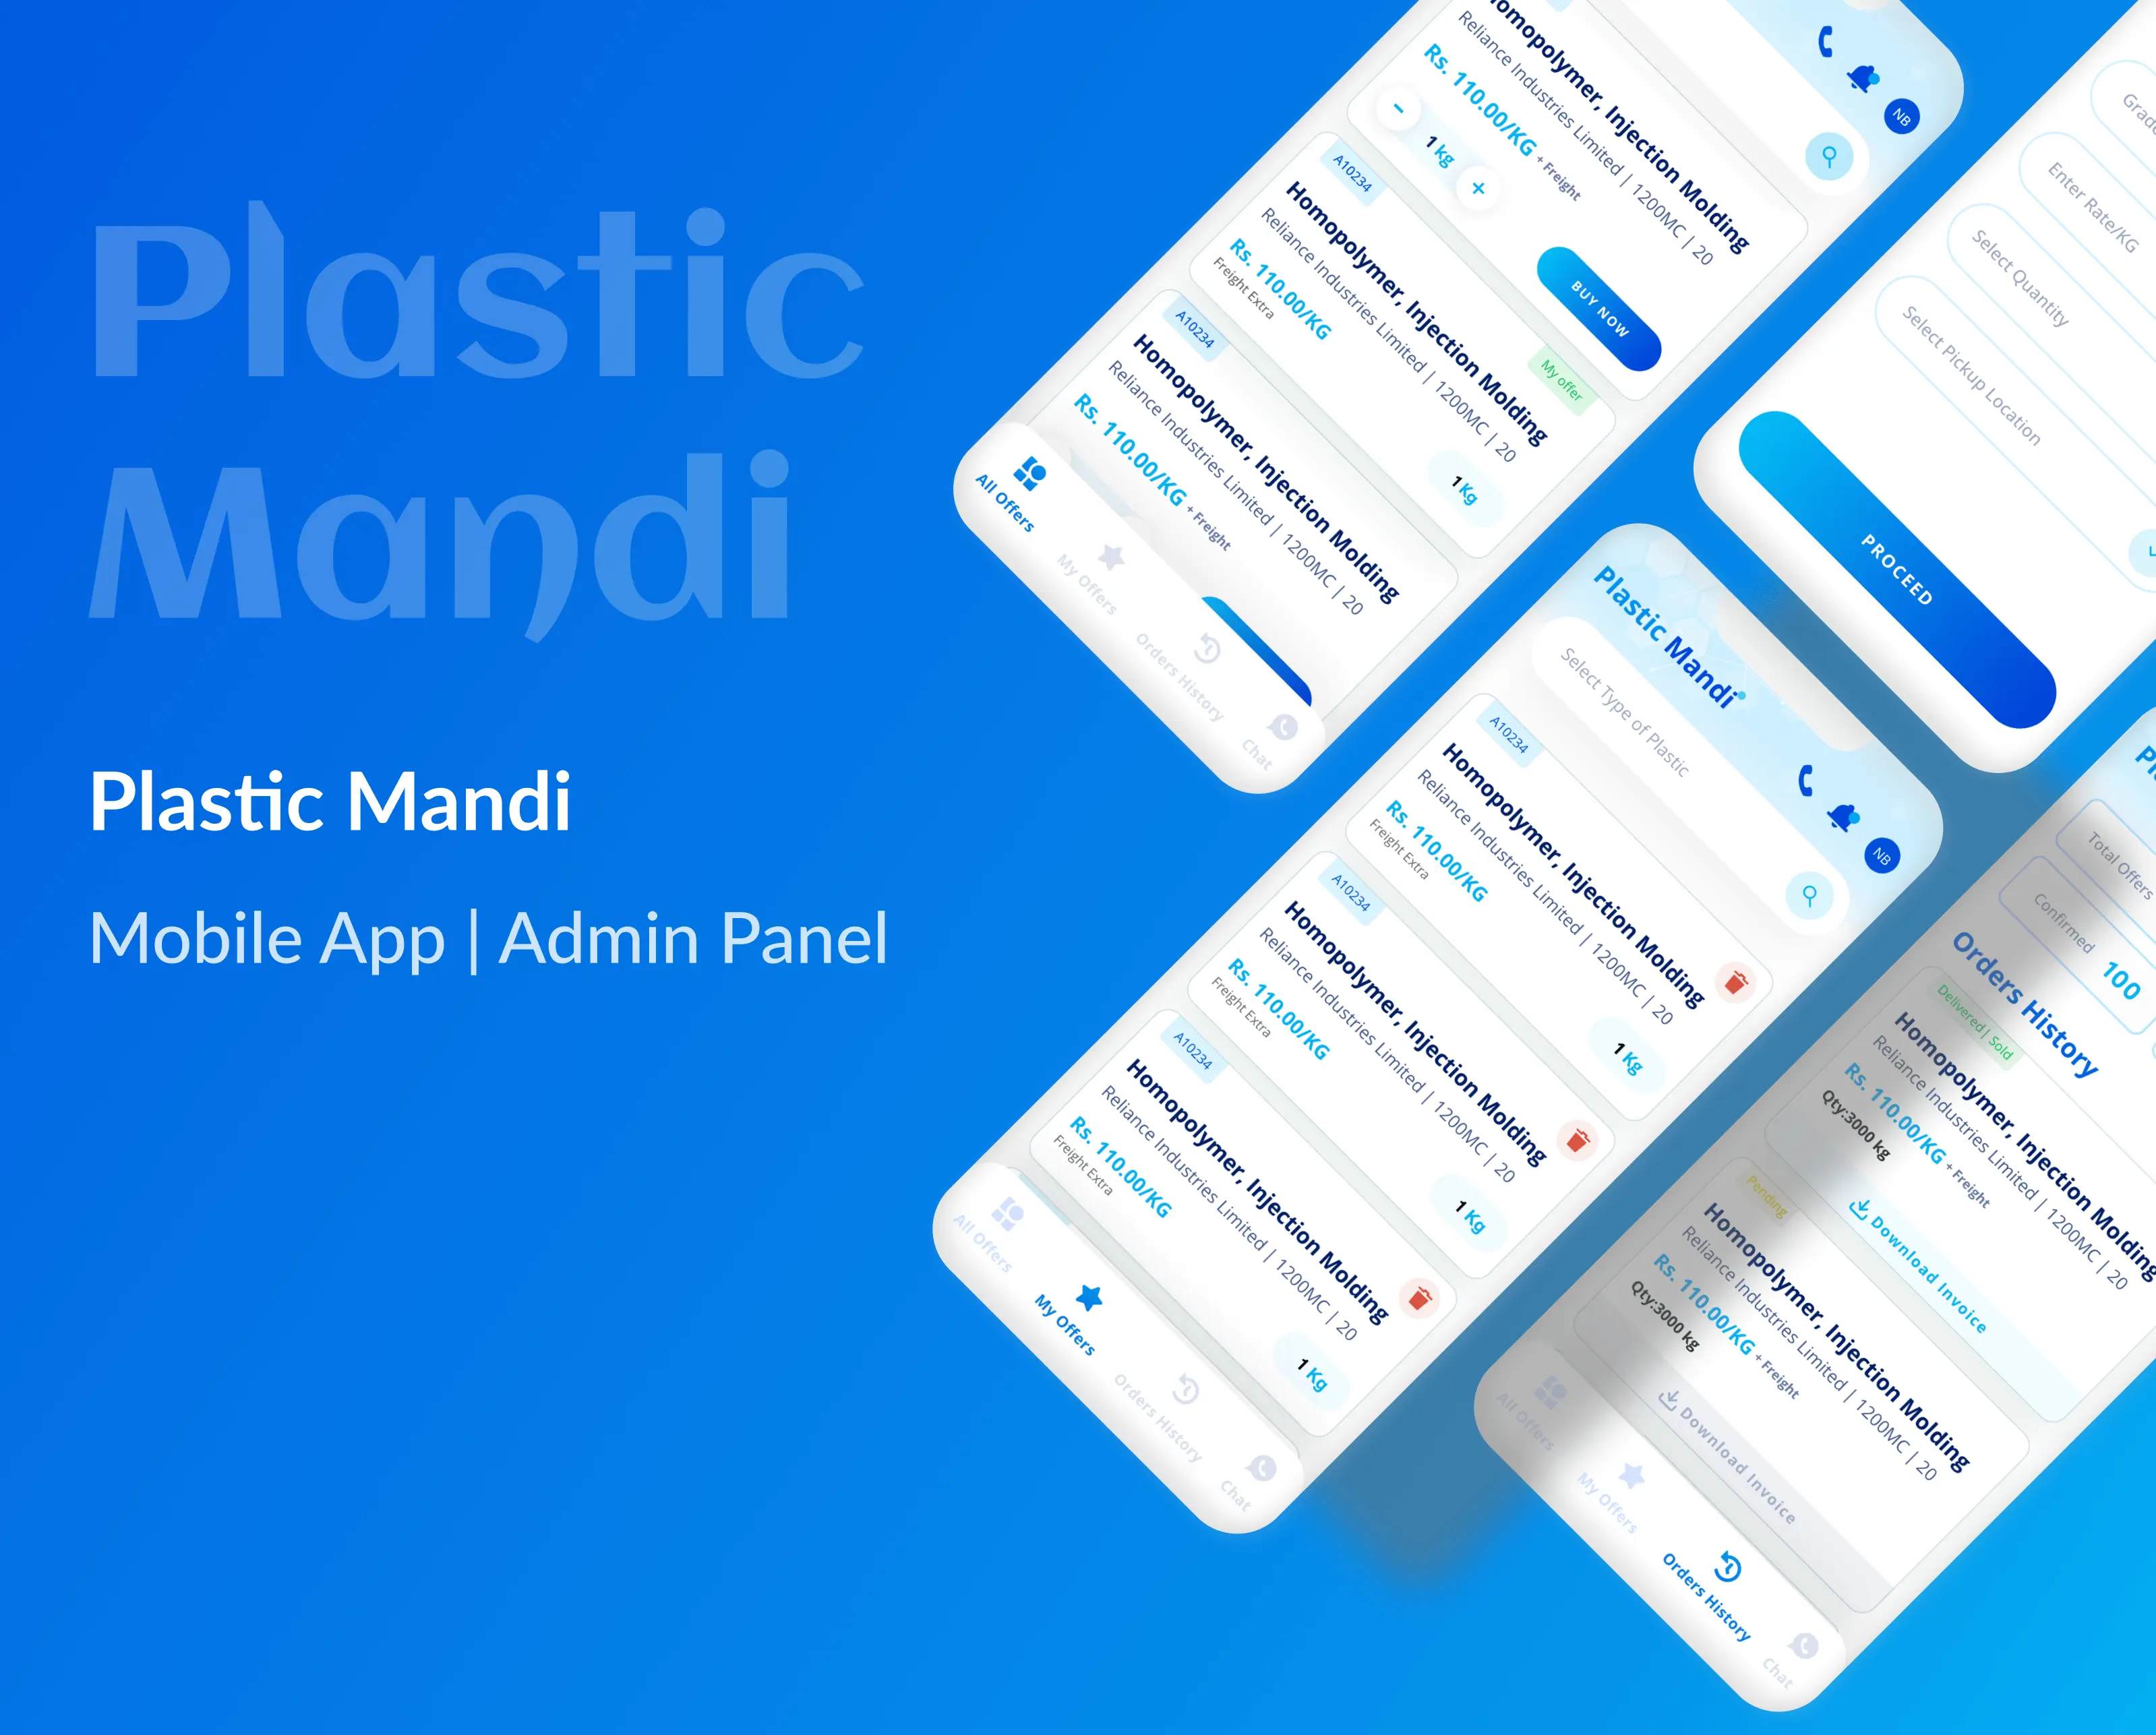 Plastic
Mandi
Plastic Mandi
Mobile App | Admin Panel
Homopolymer, Injection Molding
Reliance Industries Limited | 1200MC | 20
Rs. 110.00/KG + Freight
1 kg
BUY NOW
NB
A10234
My offer
Homopolymer, Injection Molding
Reliance Industries Limited | 1200MC | 20
Rs. 110.00/KG
Freight Extra
1 Kg
A10234
Homopolymer, Injection Molding
Reliance Industries Limited | 1200MC | 20
Rs. 110.00/KG + Freight
All Offers
My Offers
Orders History
Chat
Enter Rate/KG
Select Quantity
Select Pickup Location
PROCEED
Plastic Mandi
NB
Select Type of Plastic
A10234
Homopolymer, Injection Molding
Reliance Industries Limited | 1200MC | 20
Rs. 110.00/KG
Freight Extra
1 Kg
A10234
Homopolymer, Injection Molding
Reliance Industries Limited | 1200MC | 20
Rs. 110.00/KG
Freight Extra
1 Kg
A10234
Homopolymer, Injection Molding
Reliance Industries Limited | 1200MC | 20
Rs. 110.00/KG
Freight Extra
1 Kg
All Offers
My Offers
Orders History
Chat
Total Offers
Confirmed
100
Orders History
Delivered | Sold
Homopolymer, Injection Molding
Reliance Industries Limited | 1200MC | 20
Rs. 110.00/KG + Freight
Qty:3000 kg
Download Invoice
Pending
Homopolymer, Injection Molding
Reliance Industries Limited | 1200MC | 20
Rs. 110.00/KG + Freight
Qty:3000 kg
Download Invoice
All Offers
My Offers
Orders History
Chat